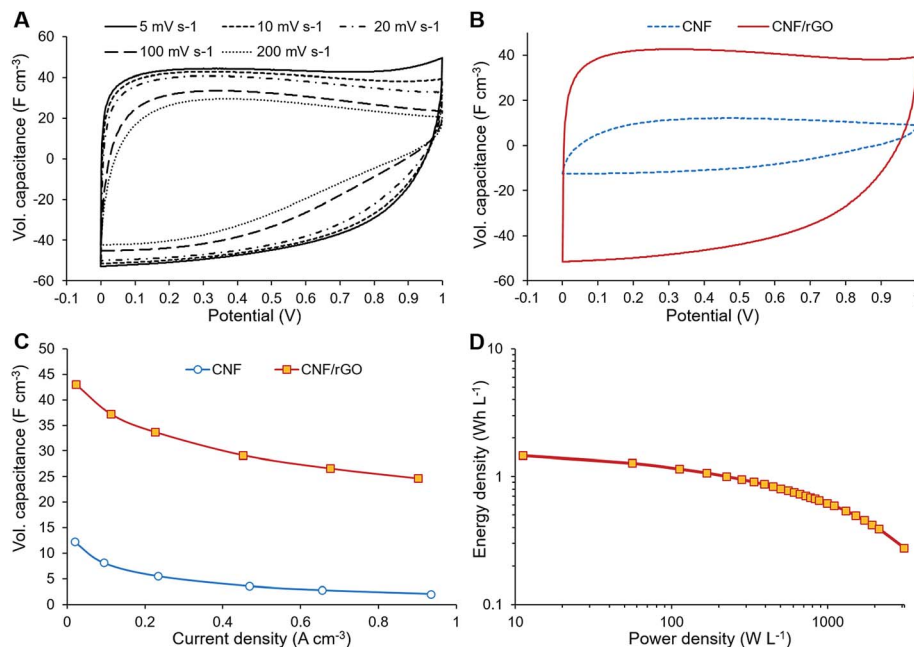 A
5 mV s-1
10 mV s-1
20 mV s-1
100 mV s-1
200 mV s-1
Vol. capacitance (F cm⁻³)
60
40
20
0
-20
-40
-60
-0.1 0 0.1 0.2 0.3 0.4 0.5 0.6 0.7 0.8 0.9 1
Potential (V)
B
CNF
CNF/rGO
Vol. capacitance (F cm⁻³)
40
20
0
-20
-40
-60
-0.1 0 0.1 0.2 0.3 0.4 0.5 0.6 0.7 0.8 0.9 1
Potential (V)
C
CNF
CNF/rGO
Vol. capacitance (F cm⁻³)
50
45
40
35
30
25
20
15
10
5
0
0 0.2 0.4 0.6 0.8 1
Current density (A cm⁻³)
D
Energy density (Wh L⁻¹)
10
1
0.1
10 100 1000
Power density (W L⁻¹)